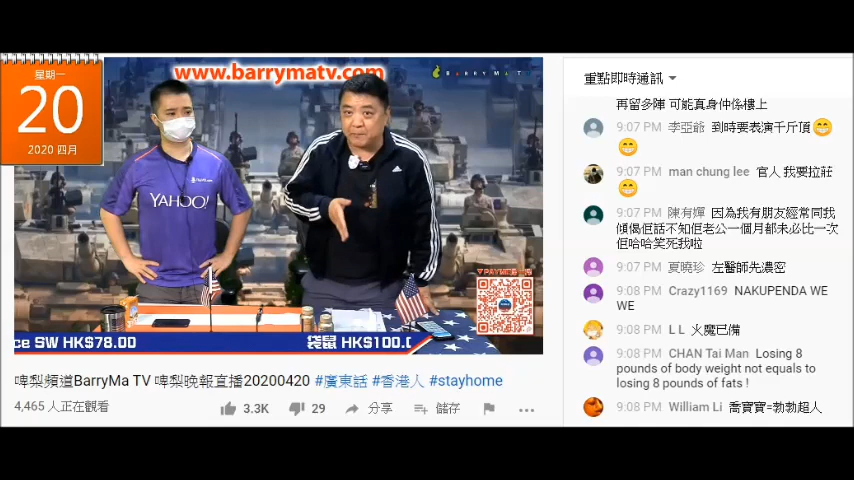 www.barrymatv.com
BARRYMAT
星期一
20
2020 四月
YAHOO!
adidas
PAYME
ce SW HK$78.00
袋鼠 HK$100.0
啤梨頻道BarryMa TV 啤梨晚報直播20200420 #廣東話 #香港人 #stayhome
4,465 人正在觀看
3.3K
29
分享
儲存
重點即時通訊
再留多陣 可能真身仲係樓上
9:07 PM 李亞爺 到時要表演千斤頂😁
😁
9:07 PM man chung lee 官人 我要拉莊
😁
9:07 PM 陳有嬋 因為我有朋友經常同我
傾偈佢話不知佢老公一個月都未必比一次
佢哈哈笑死我啦
9:07 PM 夏曉珍 左醫師先濃密
9:08 PM Crazy1169 NAKUPENDA WE
WE
9:08 PM L L 火魔已備
9:08 PM CHAN Tai Man Losing 8
pounds of body weight not equals to
losing 8 pounds of fats !
9:08 PM William Li 喬寶寶=勃勃超人